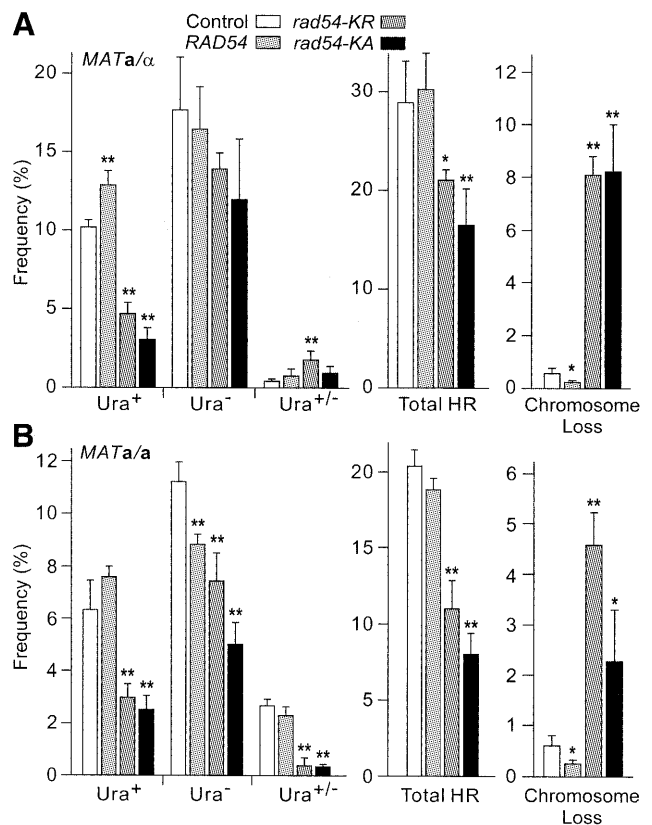 A
Control rad54-KR
RAD54 rad54-KA
MATa/α
Frequency (%)
20
15
10
5
0
Ura+ Ura- Ura+/-
** ** ** **
30
20
10
0
Total HR
* **
12
10
8
6
4
2
0
Chromosome
Loss
* ** **
B
MATa/a
Frequency (%)
12
10
8
6
4
2
0
Ura+ Ura- Ura+/-
** ** ** ** ** ** **
20
15
10
5
0
Total HR
** **
6
5
4
3
2
1
0
Chromosome
Loss
* ** *